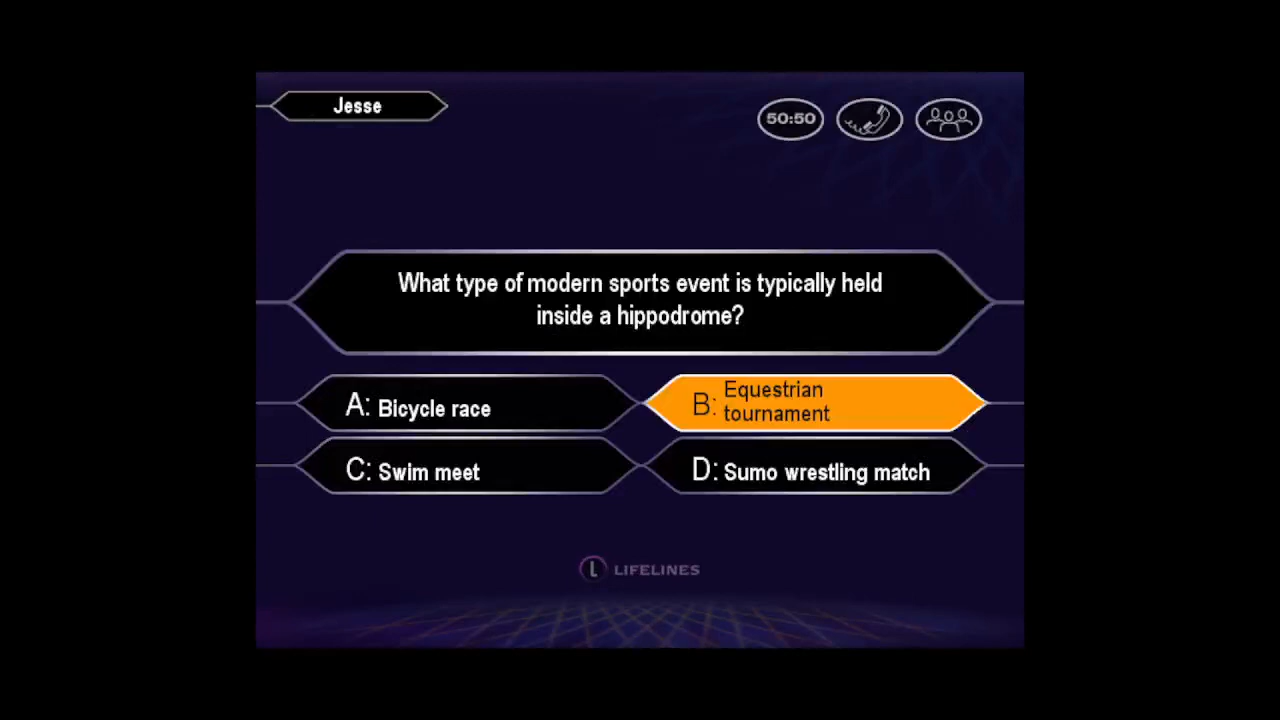 Jesse
50:50
What type of modern sports event is typically held
inside a hippodrome?
A: Bicycle race
B: Equestrian
tournament
C: Swim meet
D: Sumo wrestling match
L LIFELINES